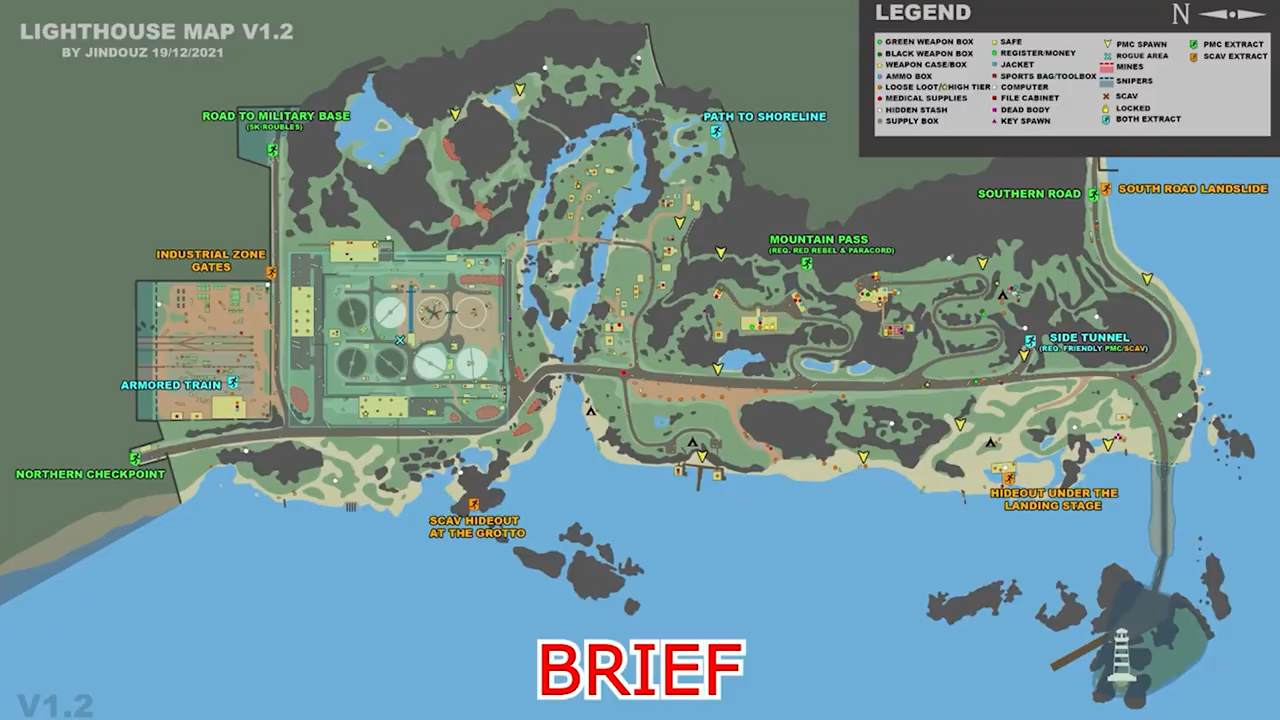 LIGHTHOUSE MAP V1.2
BY JINDOUZ 19/12/2021
LEGEND
N
GREEN WEAPON BOX
BLACK WEAPON BOX
WEAPON CASE/BOX
AMMO BOX
LOOSE LOOT/HIGH TIER
MEDICAL SUPPLIES
HIDDEN STASH
SUPPLY BOX
SAFE
REGISTER/MONEY
JACKET
SPORTS BAG/TOOLBOX
COMPUTER
FILE CABINET
DEAD BODY
KEY SPAWN
PMC SPAWN
ROGUE AREA
MINES
SNIPERS
SCAV
LOCKED
BOTH EXTRACT
PMC EXTRACT
SCAV EXTRACT
ROAD TO MILITARY BASE
(5K ROUBLES)
PATH TO SHORELINE
SOUTHERN ROAD
SOUTH ROAD LANDSLIDE
MOUNTAIN PASS
(REQ. RED REBEL & PARACORD)
INDUSTRIAL ZONE
GATES
SIDE TUNNEL
(REQ. FRIENDLY PMC/SCAV)
ARMORED TRAIN
NORTHERN CHECKPOINT
HIDEOUT UNDER THE
LANDING STAGE
SCAV HIDEOUT
AT THE GROTTO
BRIEF
V1.2